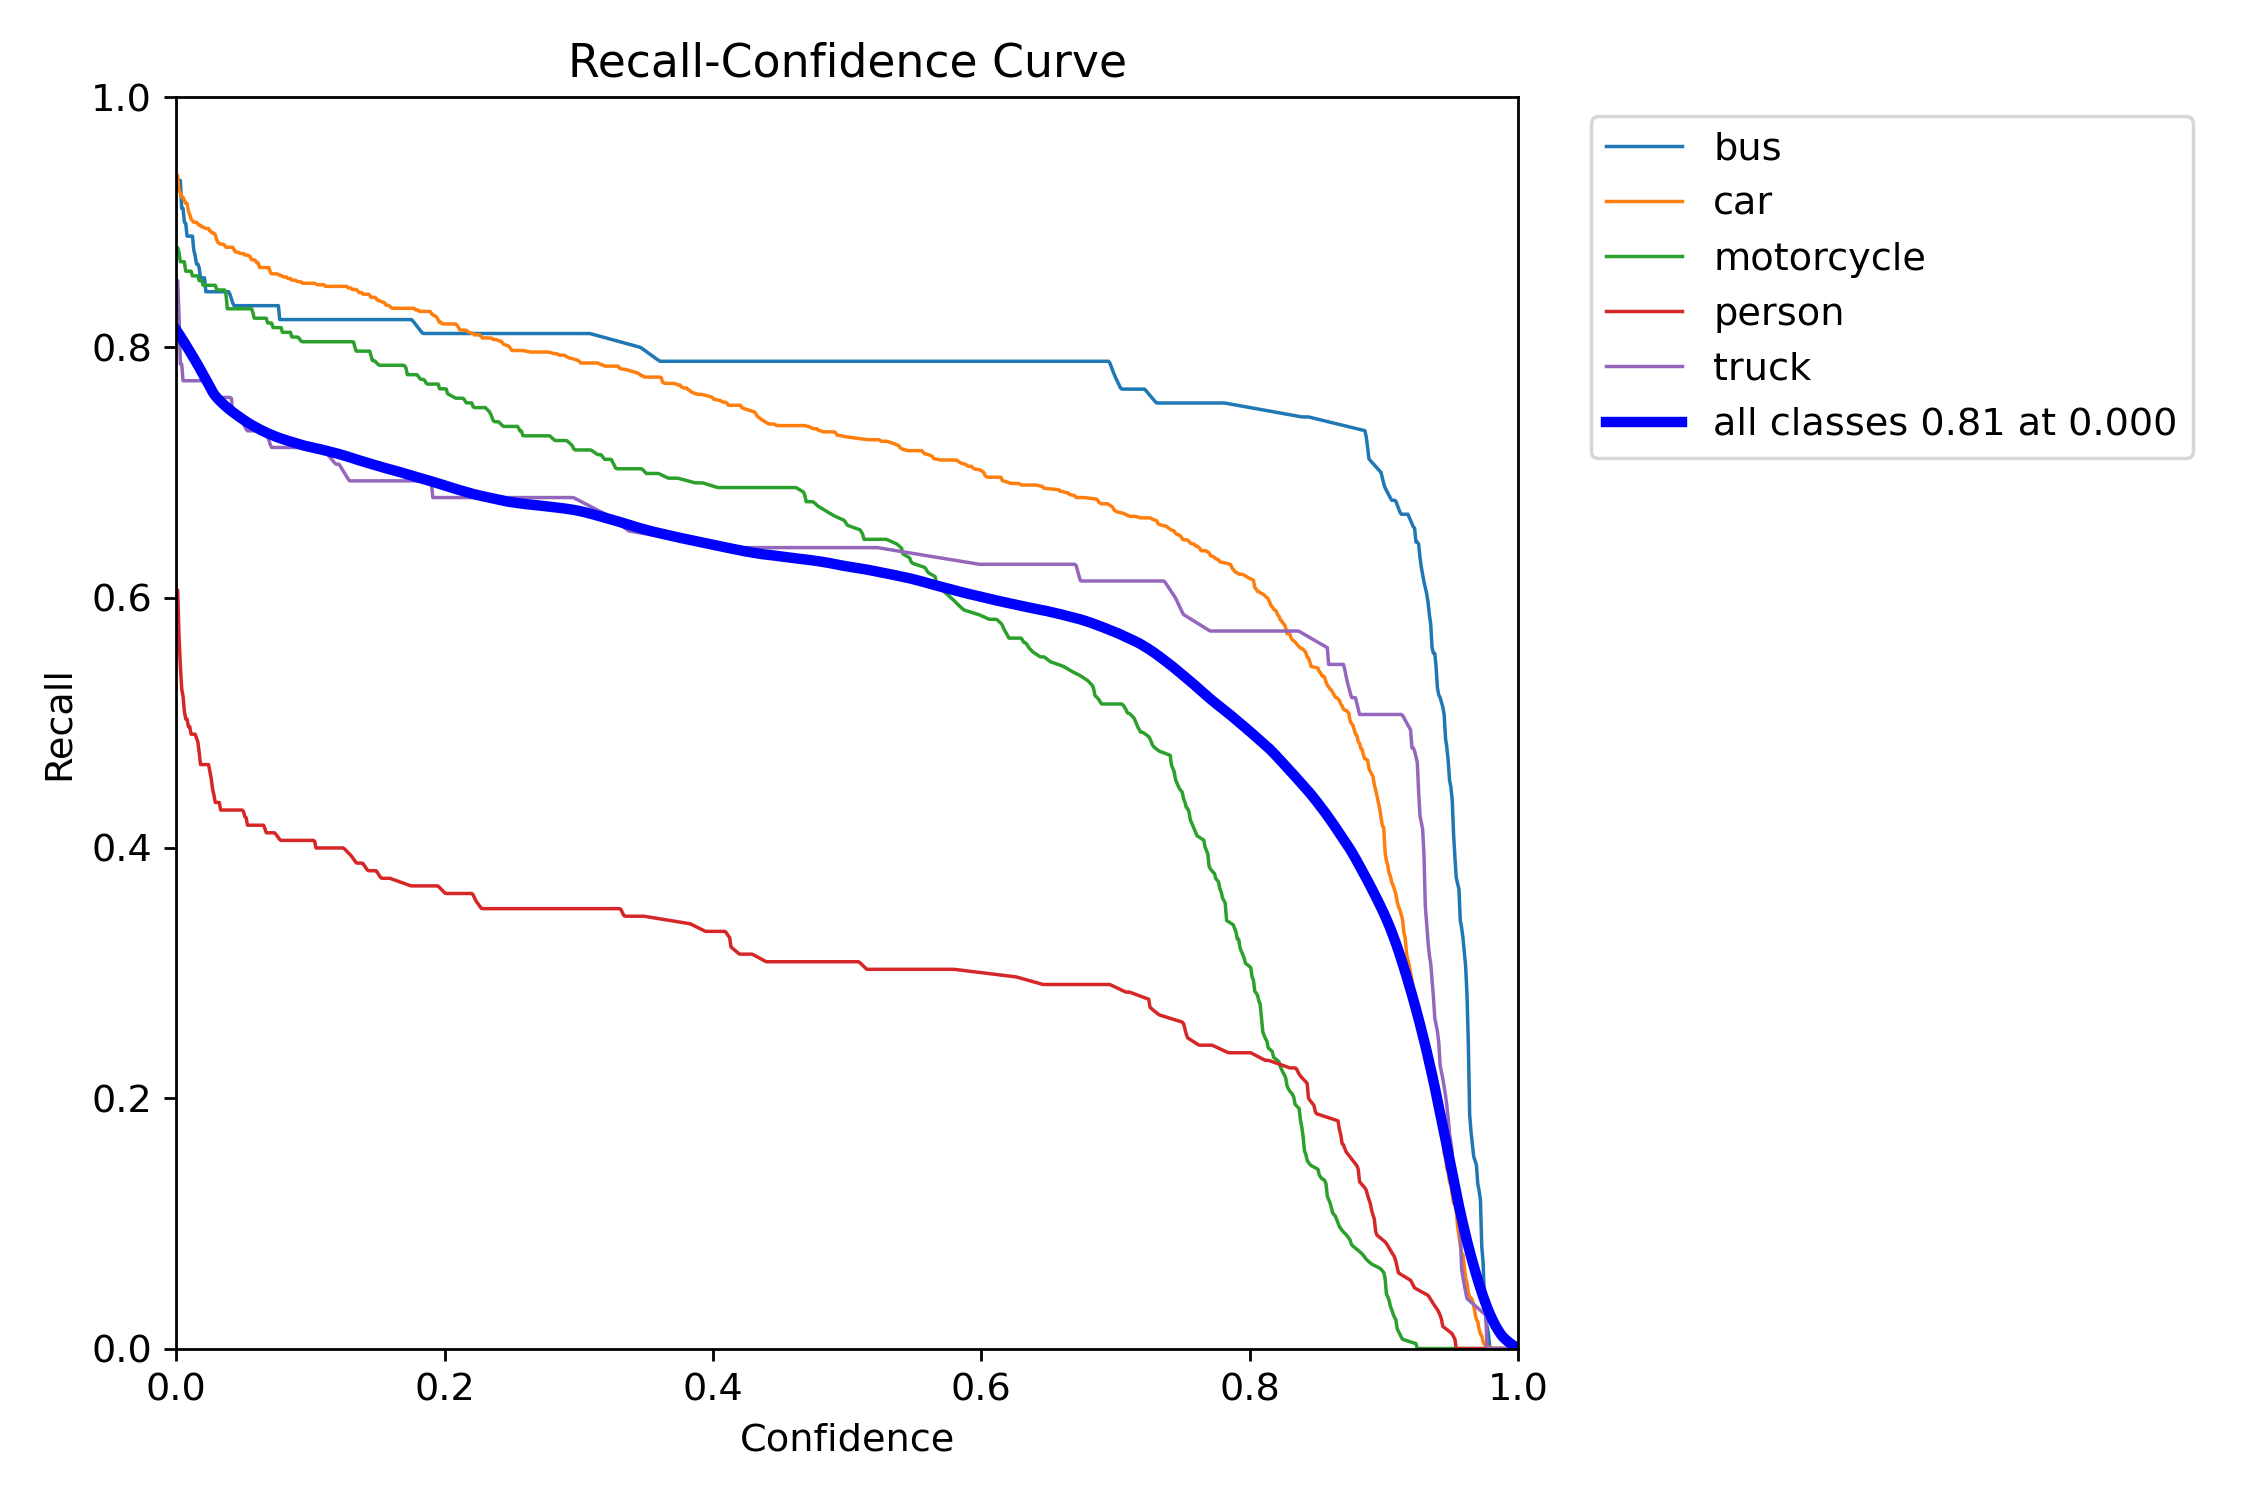 Recall-Confidence Curve
1.0
0.8
0.6
0.4
0.2
0.0
Recall
0.0 0.2 0.4 0.6 0.8 1.0
Confidence
bus
car
motorcycle
person
truck
all classes 0.81 at 0.000